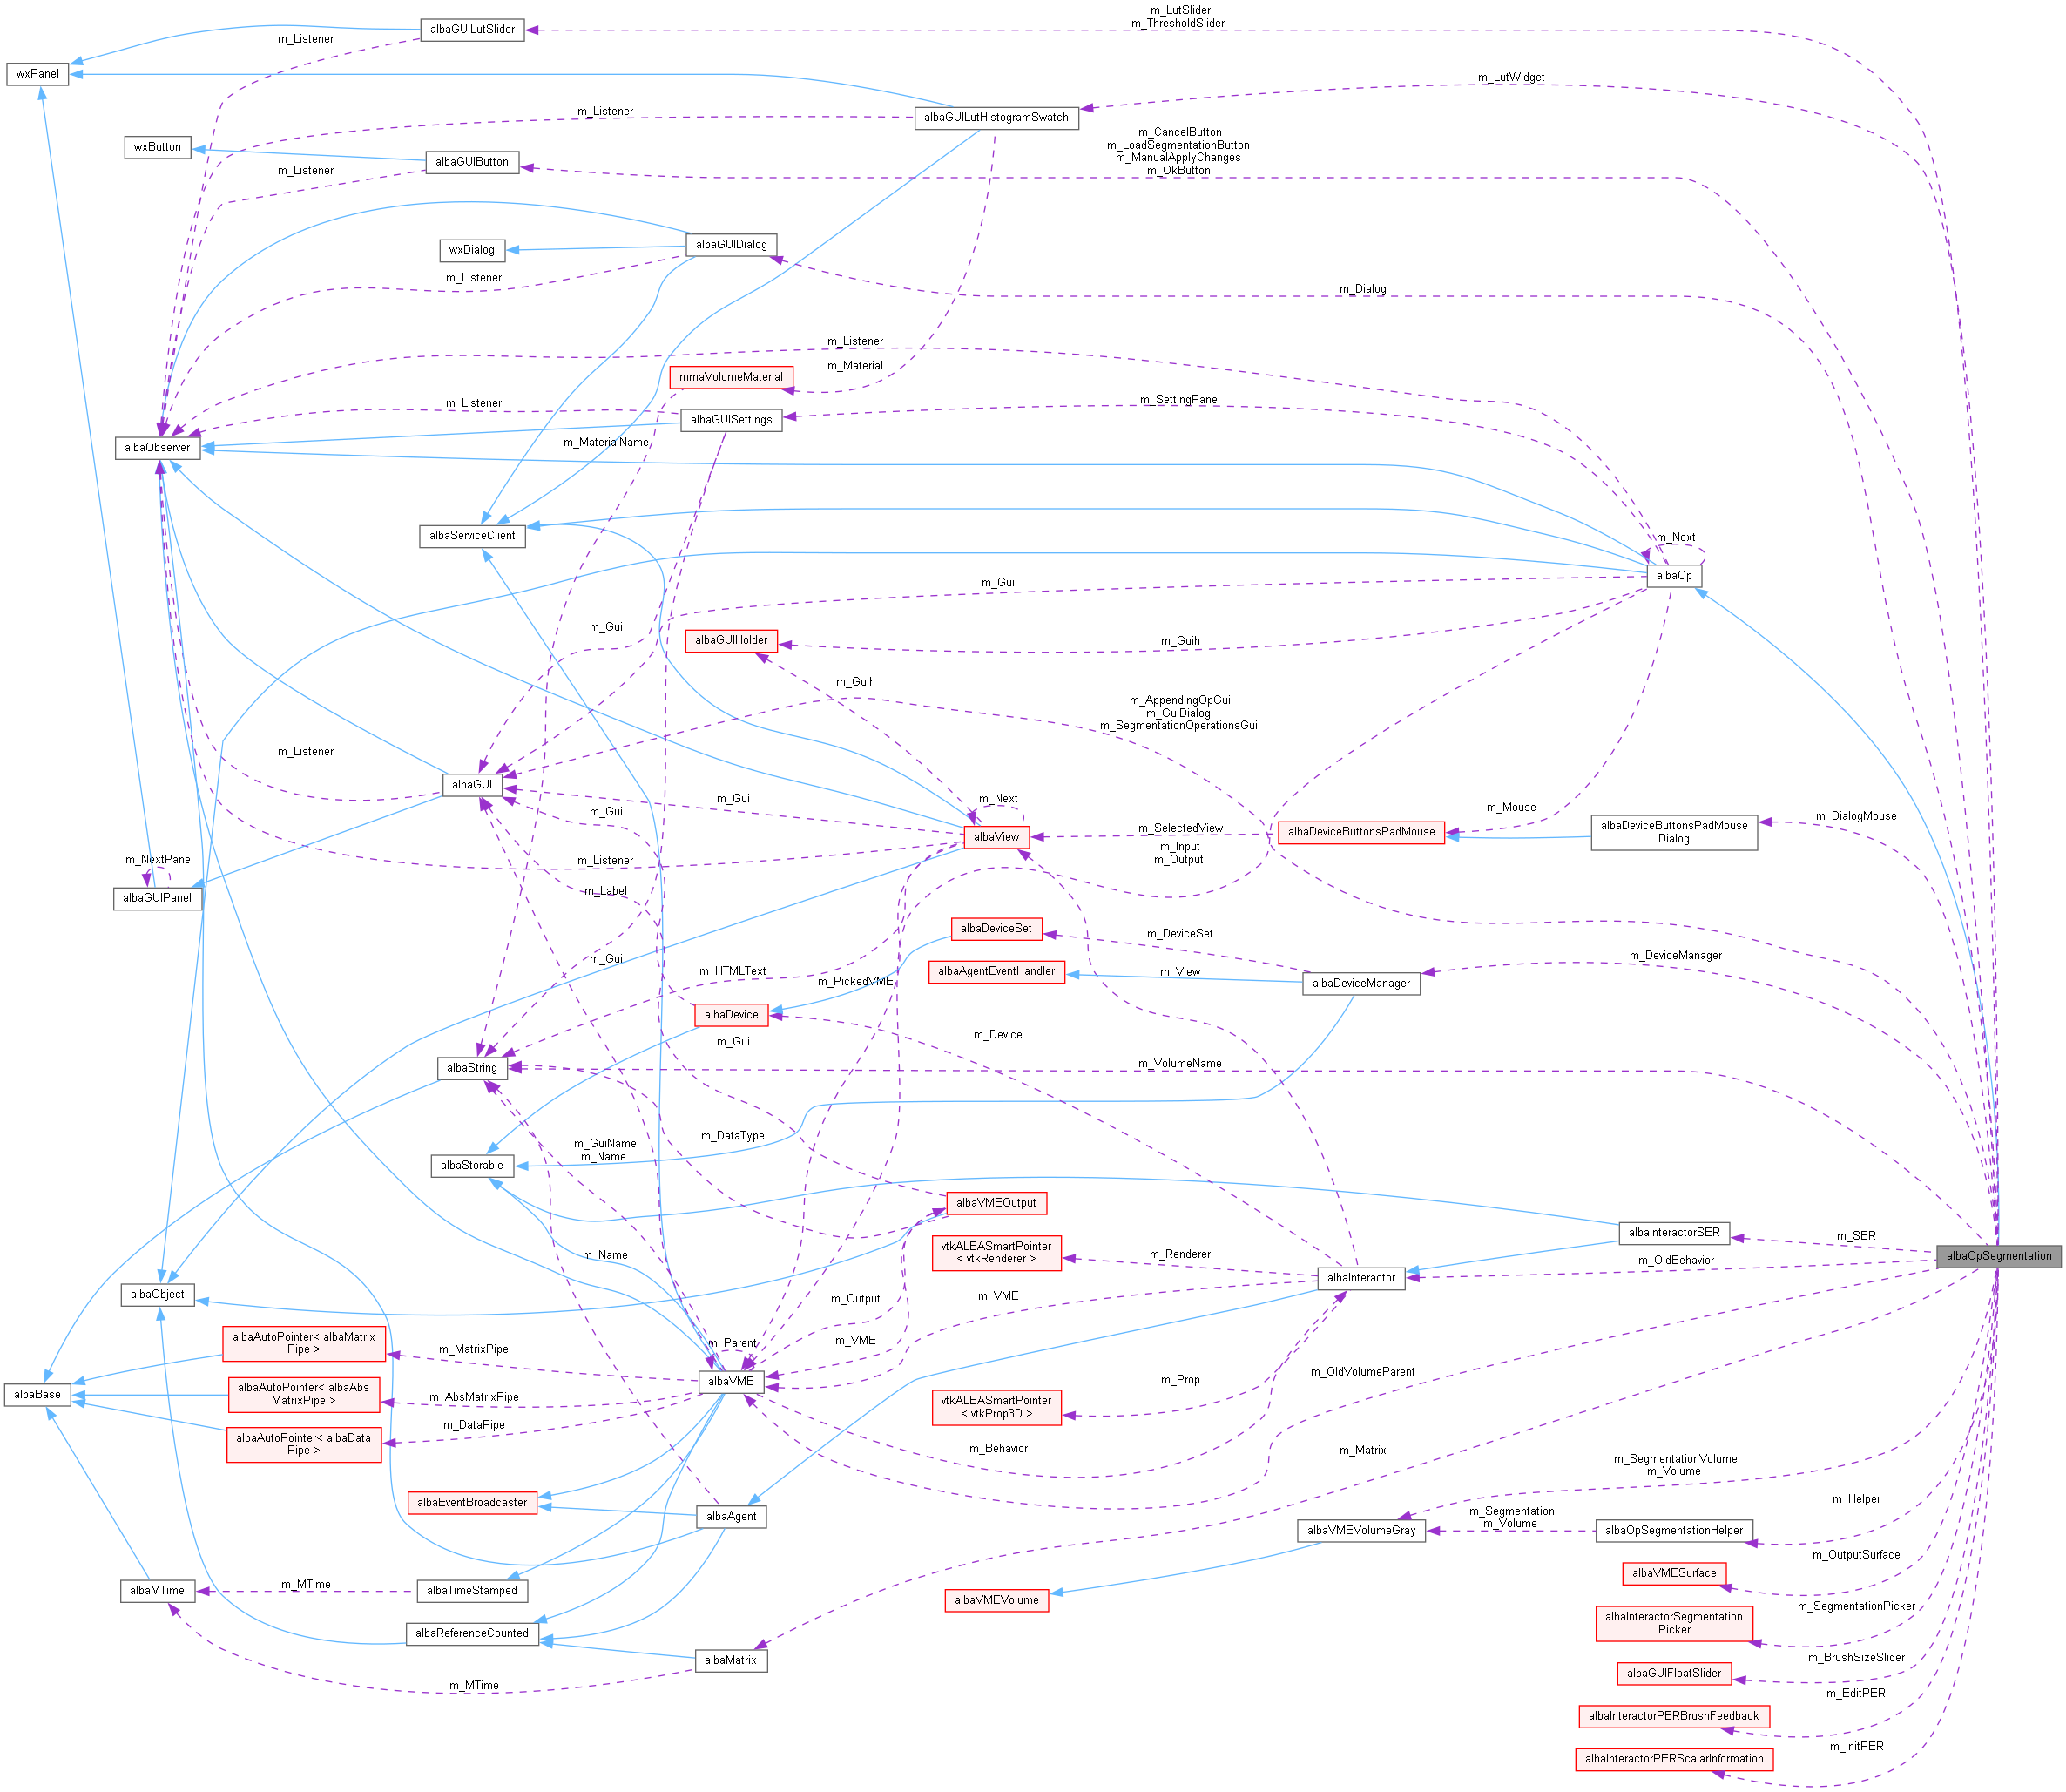 m_LutSlider
m_ThresholdSlider
albaGUILutSlider
m_Listener
wxPanel
m_LutWidget
m_Listener
albaGUILutHistogramSwatch
m_CancelButton
m_LoadSegmentationButton
m_ManualApplyChanges
m_OkButton
wxButton
albaGUIButton
m_Listener
albaGUIDialog
wxDialog
m_Listener
m_Dialog
m_Listener
m_Material
mmaVolumeMaterial
m_Listener
m_SettingPanel
albaGUISettings
albaObserver
m_MaterialName
albaServiceClient
m_Next
albaOp
m_Gui
m_Gui
albaGUIHolder
m_Guih
m_Guih
m_AppendingOpGui
m_GuiDialog
m_SegmentationOperationsGui
m_Listener
albaGUI
m_Gui
m_Next
m_Gui
m_Mouse
albaView
m_SelectedView
albaDeviceButtonsPadMouse
albaDeviceButtonsPadMouse
Dialog
m_DialogMouse
m_Input
m_Output
m_NextPanel
m_Listener
m_Label
albaGUIPanel
albaDeviceSet
m_DeviceSet
m_Gui
m_HTMLText
m_PickedVME
albaAgentEventHandler
m_View
albaDeviceManager
m_DeviceManager
albaDevice
m_Gui
m_Device
albaString
m_VolumeName
m_GuiName
m_Name
m_DataType
albaStorable
albaVMEOutput
albaInteractorSER
m_SER
albaOpSegmentation
vtkALBASmartPointer
< vtkRenderer >
m_Renderer
m_Name
m_OldBehavior
albaInteractor
albaObject
m_Output
m_VME
albaAutoPointer< albaMatrix
Pipe >
m_MatrixPipe
m_Parent
m_VME
albaVME
m_Prop
m_OldVolumeParent
albaBase
albaAutoPointer< albaAbs
MatrixPipe >
m_AbsMatrixPipe
vtkALBASmartPointer
< vtkProp3D >
albaAutoPointer< albaData
Pipe >
m_DataPipe
m_Behavior
m_Matrix
m_SegmentationVolume
m_Volume
albaEventBroadcaster
albaAgent
m_Helper
albaVMEVolumeGray
m_Segmentation
m_Volume
albaOpSegmentationHelper
m_OutputSurface
albaVMESurface
albaMTime
m_MTime
albaTimeStamped
albaVMEVolume
m_SegmentationPicker
albaInteractorSegmentation
Picker
albaReferenceCounted
albaMatrix
m_BrushSizeSlider
albaGUIFloatSlider
m_MTime
m_EditPER
albaInteractorPERBrushFeedback
m_InitPER
albaInteractorPERScalarInformation